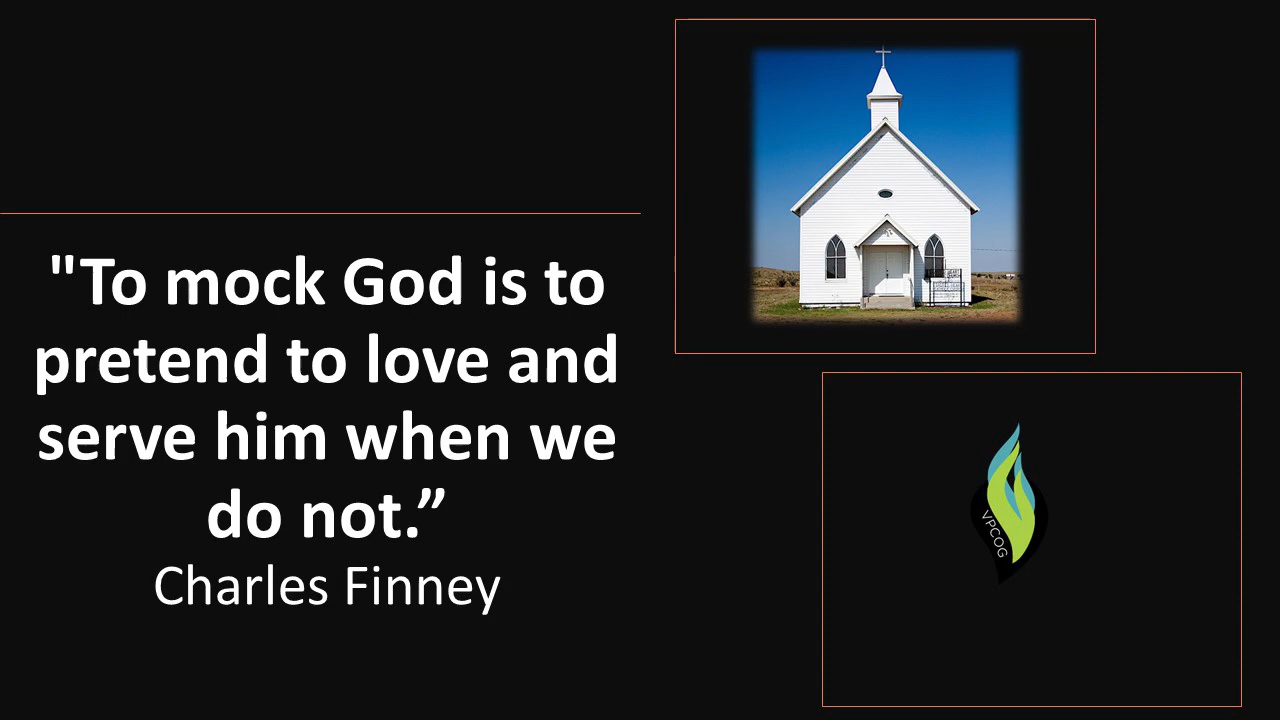 "To mock God is to
pretend to love and
serve him when we
do not.”
Charles Finney
VPCOG